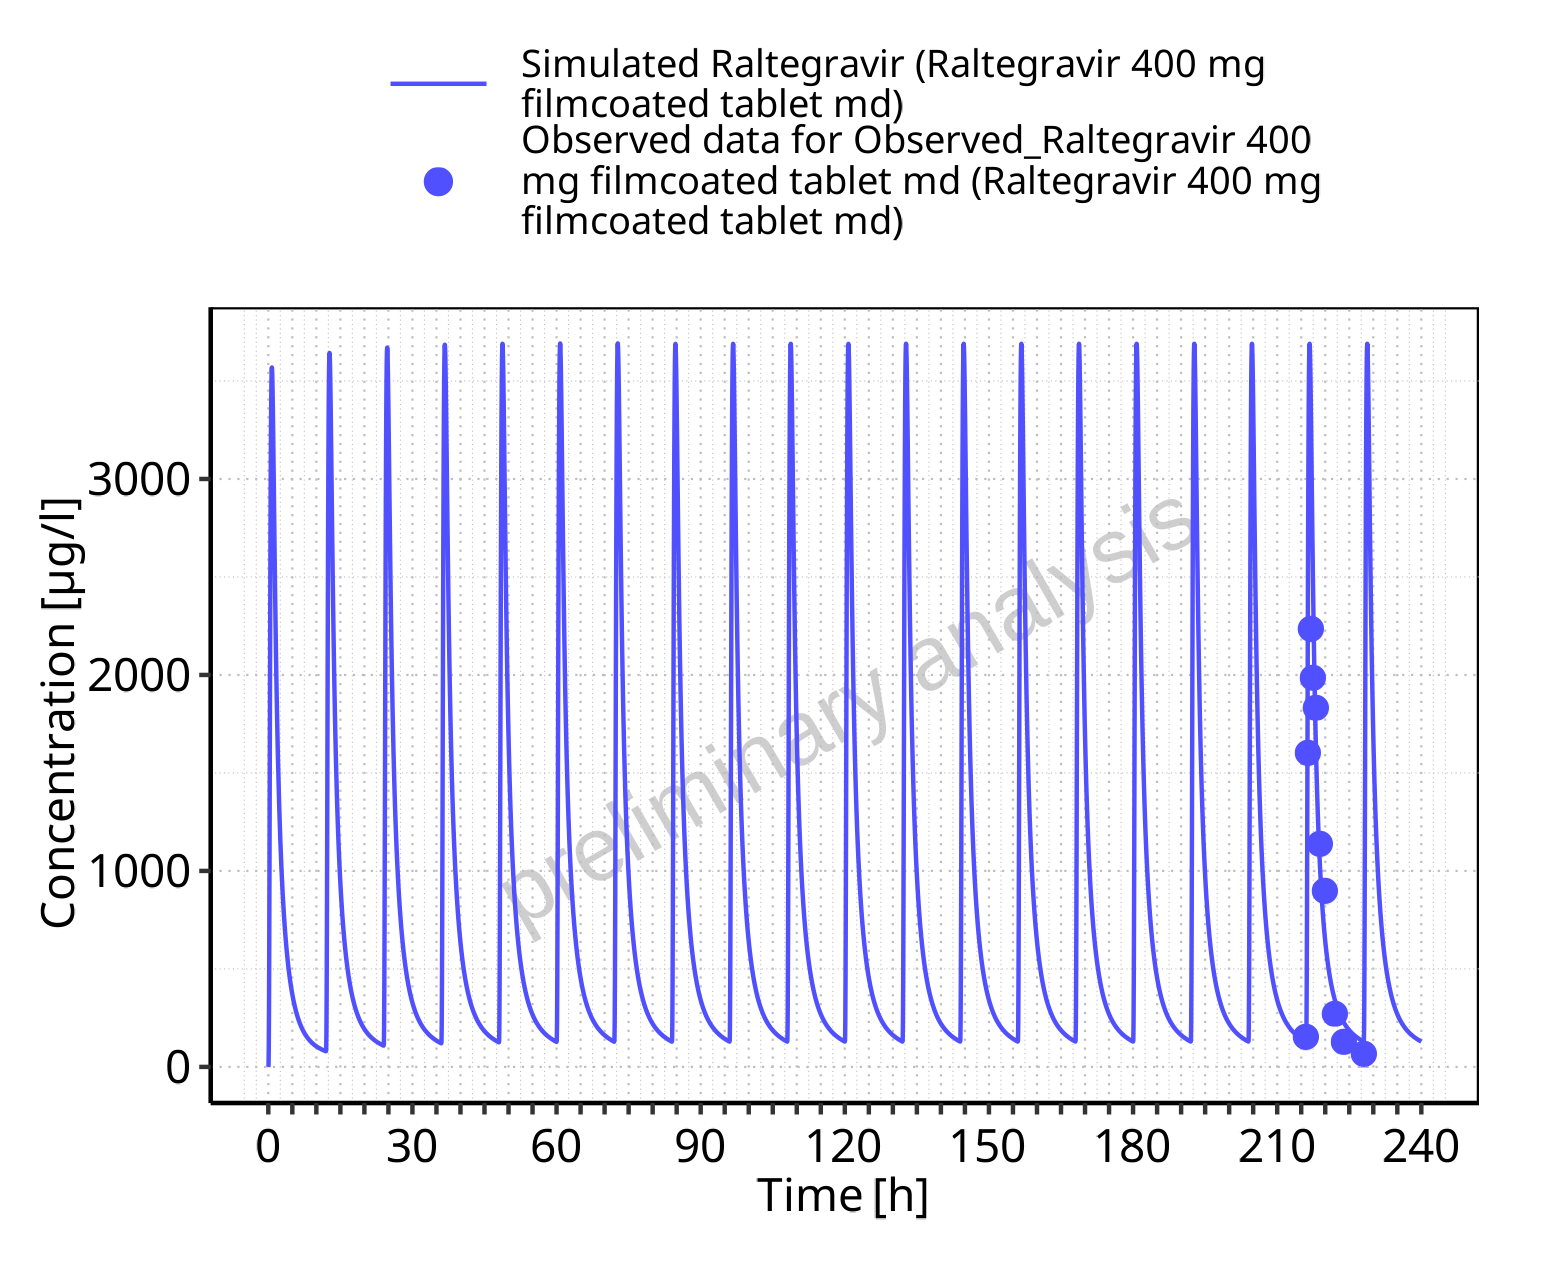 Simulated Raltegravir (Raltegravir 400 mg
filmcoated tablet md)
Observed data for Observed_Raltegravir 400
mg filmcoated tablet md (Raltegravir 400 mg
filmcoated tablet md)
Concentration [µg/l]
3000
2000
1000
0
preliminary analysis
0 30 60 90 120 150 180 210 240
Time [h]